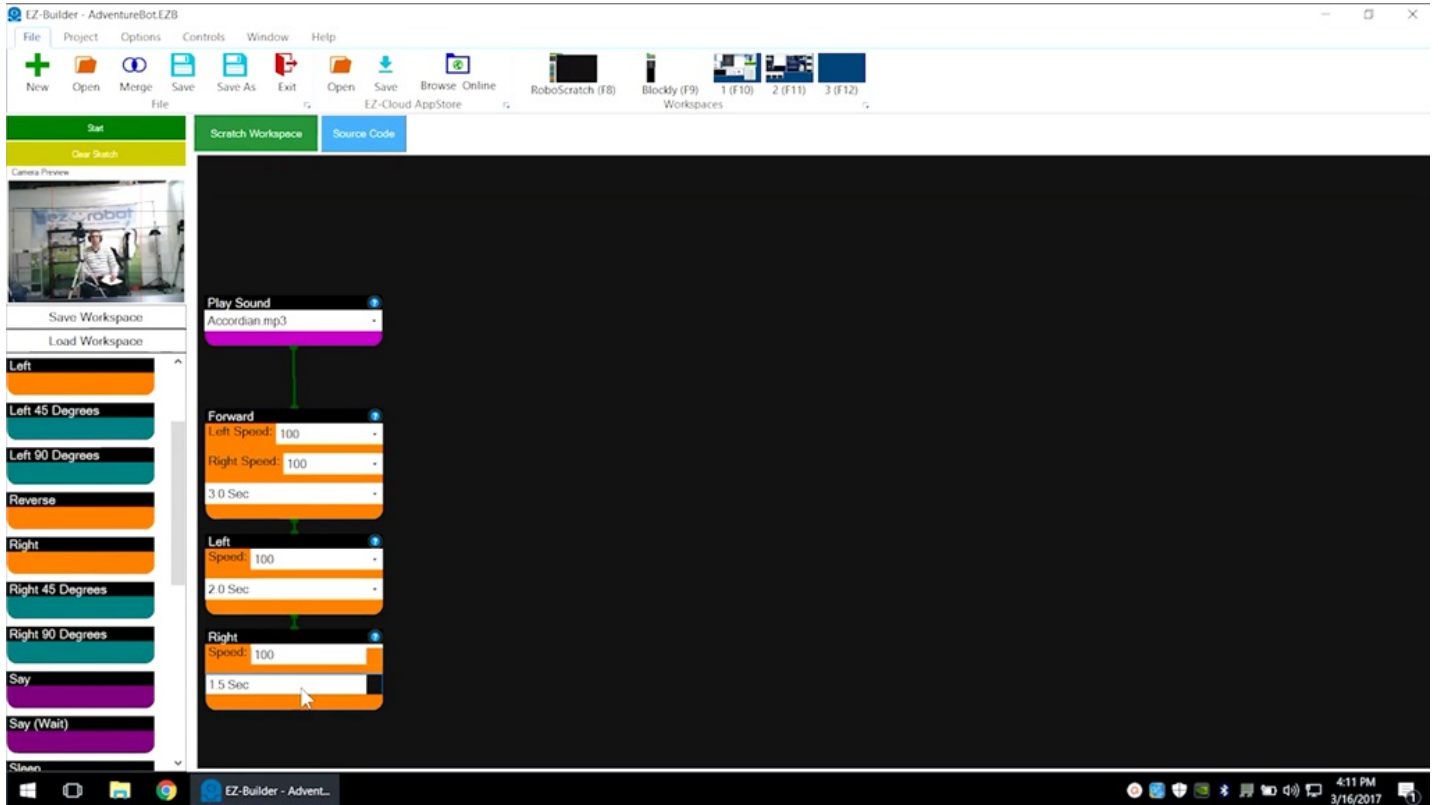 EZ-Builder - AdventureBot.EZB
File Project Options Controls Window Help
New Open Merge Save Save As Exit Open Save Browse Online RoboScratch (F8) Blockly (F9) 1 (F10) 2 (F11) 3 (F12)
File EZ-Cloud AppStore Workspaces
Start
Clear Sketch
Scratch Workspace Source Code
Camera Preview
ez robot
Save Workspace
Load Workspace
Left
Left 45 Degrees
Left 90 Degrees
Reverse
Right
Right 45 Degrees
Right 90 Degrees
Say
Say (Wait)
Sleep
Play Sound
Accordian.mp3
Forward
Left Speed: 100
Right Speed: 100
3.0 Sec
Left
Speed: 100
2.0 Sec
Right
Speed: 100
1.5 Sec
EZ-Builder - Advent...
4:11 PM
3/16/2017